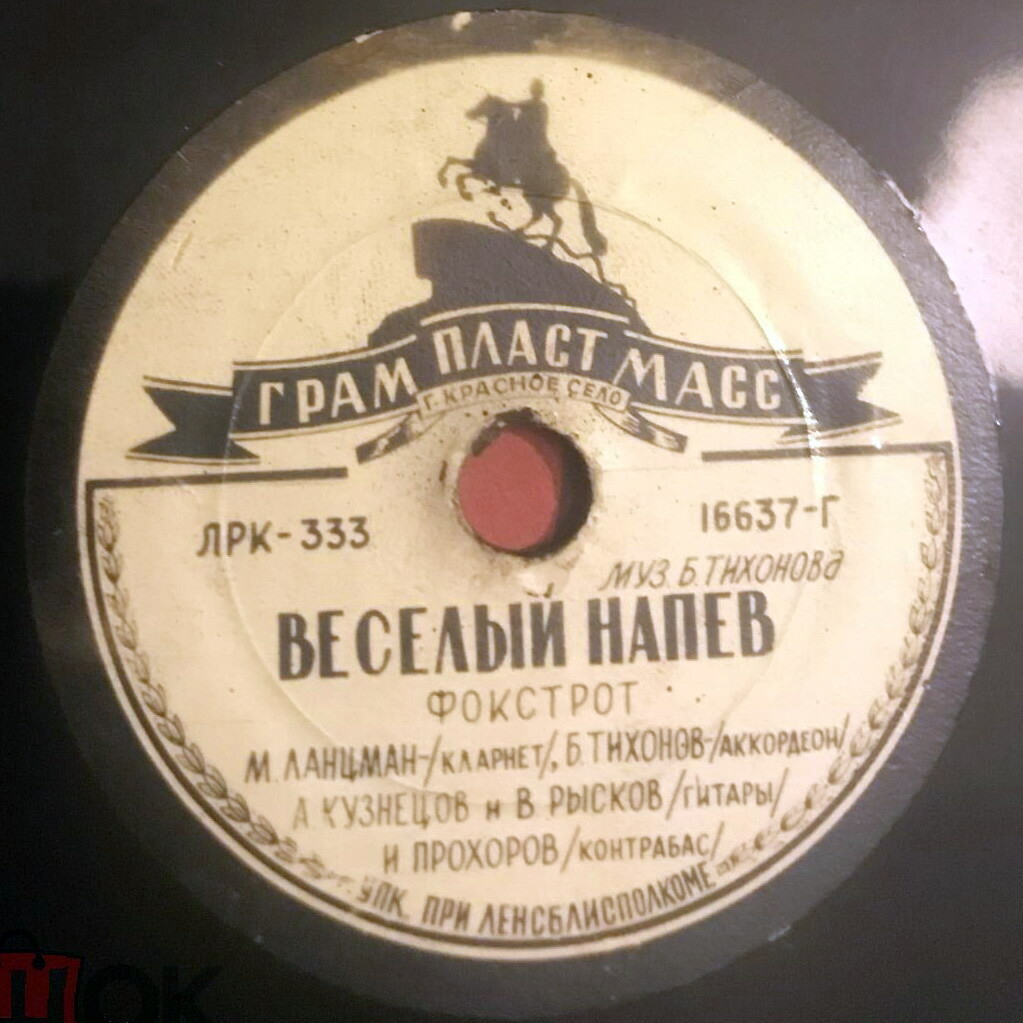 ГРАМ ПЛАСТ МАСС
Г. КРАСНОЕ СЕЛО
ЛРК-333
16637-Г
МУЗ. Б. ТИХОНОВа
ВЕСЕЛЫЙ НАПЕВ
ФОКСТРОТ
М. ЛАНЦМАН-/КЛАРНЕТ/, Б. ТИХОНОВ-/АККОРДЕОН/
А КУЗНЕЦОВ и В РЫСКОВ /ГИТАРЫ/
И ПРОХОРОВ /КОНТРАБАС/
УПК. ПРИ ЛЕНОБЛИСПОЛКОМЕ